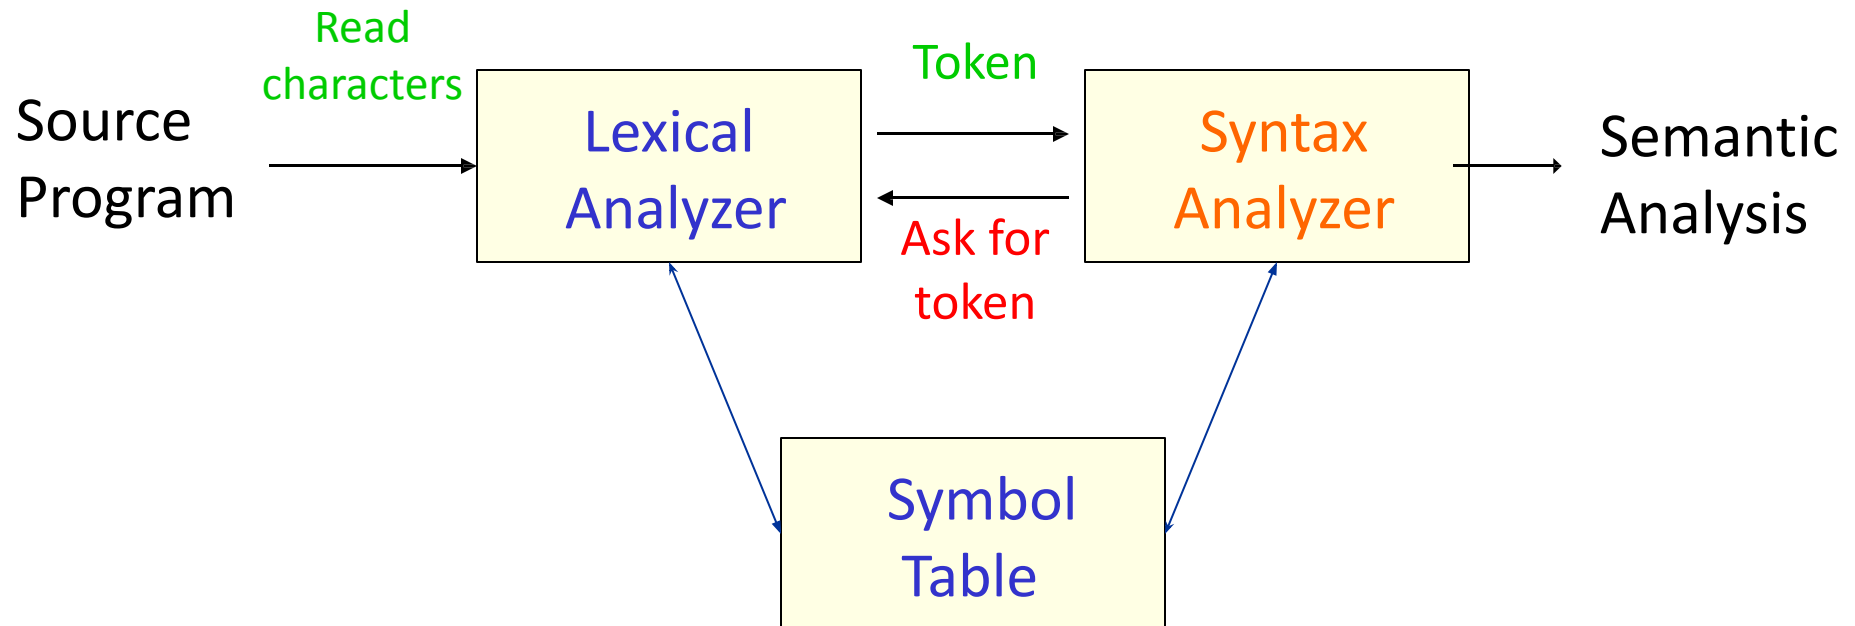 Read
characters
Source
Program
Lexical
Analyzer
Token
Ask for
token
Syntax
Analyzer
Semantic
Analysis
Symbol
Table